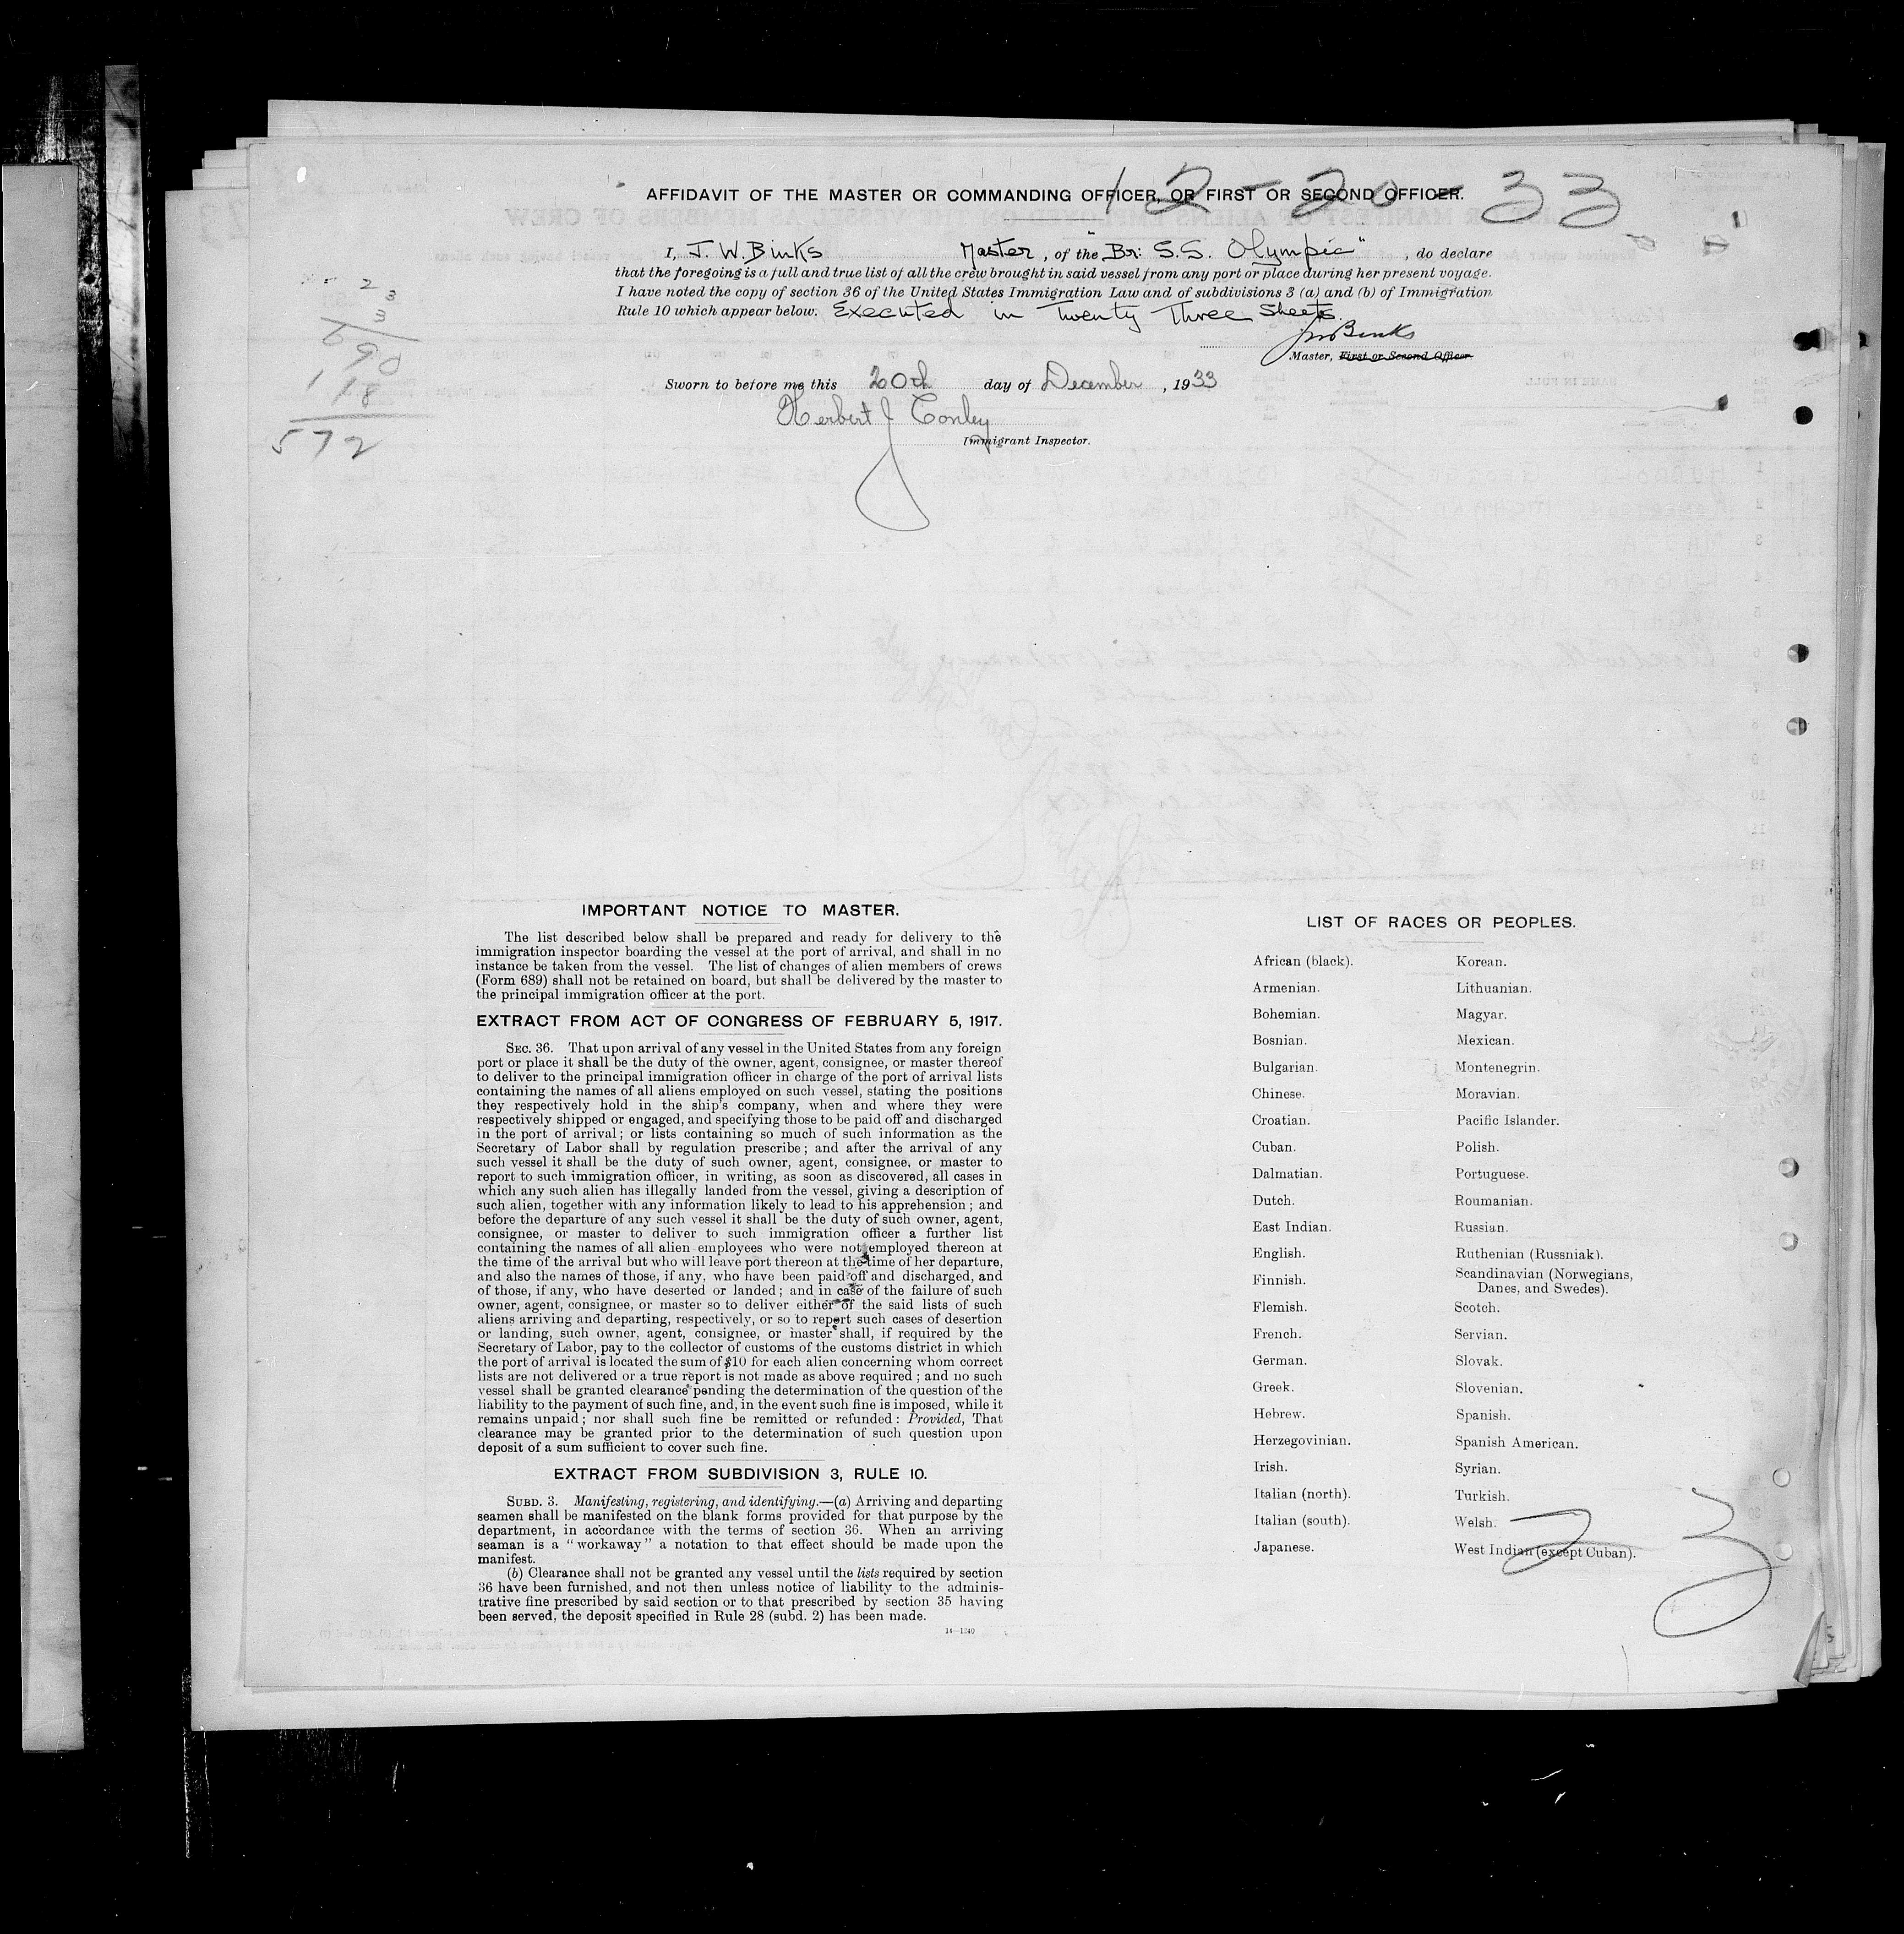 AFFIDAVIT OF THE MASTER OR COMMANDING OFFICER, OR FIRST OR SECOND OFFICER.
12-20-33
I, J. W. Binks Master, of the "Br: S.S. Olympic", do declare
that the foregoing is a full and true list of all the crew brought in said vessel from any port or place during her present voyage.
I have noted the copy of section 36 of the United States Immigration Law and of subdivisions 3 (a) and (b) of Immigration
Rule 10 which appear below. Executed in Twenty Three Sheets.
JWBinks
Master, First or Second Officer.
Sworn to before me this 20th day of December, 1933
Herbert J Conley
Immigrant Inspector.
23
3
690
118
572
IMPORTANT NOTICE TO MASTER.
The list described below shall be prepared and ready for delivery to the
immigration inspector boarding the vessel at the port of arrival, and shall in no
instance be taken from the vessel. The list of changes of alien members of crews
(Form 689) shall not be retained on board, but shall be delivered by the master to
the principal immigration officer at the port.
EXTRACT FROM ACT OF CONGRESS OF FEBRUARY 5, 1917.
SEC. 36. That upon arrival of any vessel in the United States from any foreign
port or place it shall be the duty of the owner, agent, consignee, or master thereof
to deliver to the principal immigration officer in charge of the port of arrival lists
containing the names of all aliens employed on such vessel, stating the positions
they respectively hold in the ship's company, when and where they were
respectively shipped or engaged, and specifying those to be paid off and discharged
in the port of arrival; or lists containing so much of such information as the
Secretary of Labor shall by regulation prescribe; and after the arrival of any
such vessel it shall be the duty of such owner, agent, consignee, or master to
report to such immigration officer, in writing, as soon as discovered, all cases in
which any such alien has illegally landed from the vessel, giving a description of
such alien, together with any information likely to lead to his apprehension; and
before the departure of any such vessel it shall be the duty of such owner, agent,
consignee, or master to deliver to such immigration officer a further list
containing the names of all alien employees who were not employed thereon at
the time of the arrival but who will leave port thereon at the time of her departure,
and also the names of those, if any, who have been paid off and discharged, and
of those, if any, who have deserted or landed; and in case of the failure of such
owner, agent, consignee, or master so to deliver either of the said lists of such
aliens arriving and departing, respectively, or so to report such cases of desertion
or landing, such owner, agent, consignee, or master shall, if required by the
Secretary of Labor, pay to the collector of customs of the customs district in which
the port of arrival is located the sum of $10 for each alien concerning whom correct
lists are not delivered or a true report is not made as above required; and no such
vessel shall be granted clearance pending the determination of the question of the
liability to the payment of such fine, and, in the event such fine is imposed, while it
remains unpaid; nor shall such fine be remitted or refunded: Provided, That
clearance may be granted prior to the determination of such question upon
deposit of a sum sufficient to cover such fine.
EXTRACT FROM SUBDIVISION 3, RULE 10.
SUBD. 3. Manifesting, registering, and identifying.—(a) Arriving and departing
seamen shall be manifested on the blank forms provided for that purpose by the
department, in accordance with the terms of section 36. When an arriving
seaman is a "workaway" a notation to that effect should be made upon the
manifest.
(b) Clearance shall not be granted any vessel until the lists required by section
36 have been furnished, and not then unless notice of liability to the adminis-
trative fine prescribed by said section or to that prescribed by section 35 having
been served, the deposit specified in Rule 28 (subd. 2) has been made.
14—1240
LIST OF RACES OR PEOPLES.
African (black).
Armenian.
Bohemian.
Bosnian.
Bulgarian.
Chinese.
Croatian.
Cuban.
Dalmatian.
Dutch.
East Indian.
English.
Finnish.
Flemish.
French.
German.
Greek.
Hebrew.
Herzegovinian.
Irish.
Italian (north).
Italian (south).
Japanese.
Korean.
Lithuanian.
Magyar.
Mexican.
Montenegrin.
Moravian.
Pacific Islander.
Polish.
Portuguese.
Roumanian.
Russian.
Ruthenian (Russniak).
Scandinavian (Norwegians,
Danes, and Swedes).
Scotch.
Servian.
Slovak.
Slovenian.
Spanish.
Spanish American.
Syrian.
Turkish.
Welsh.
West Indian (except Cuban).
23